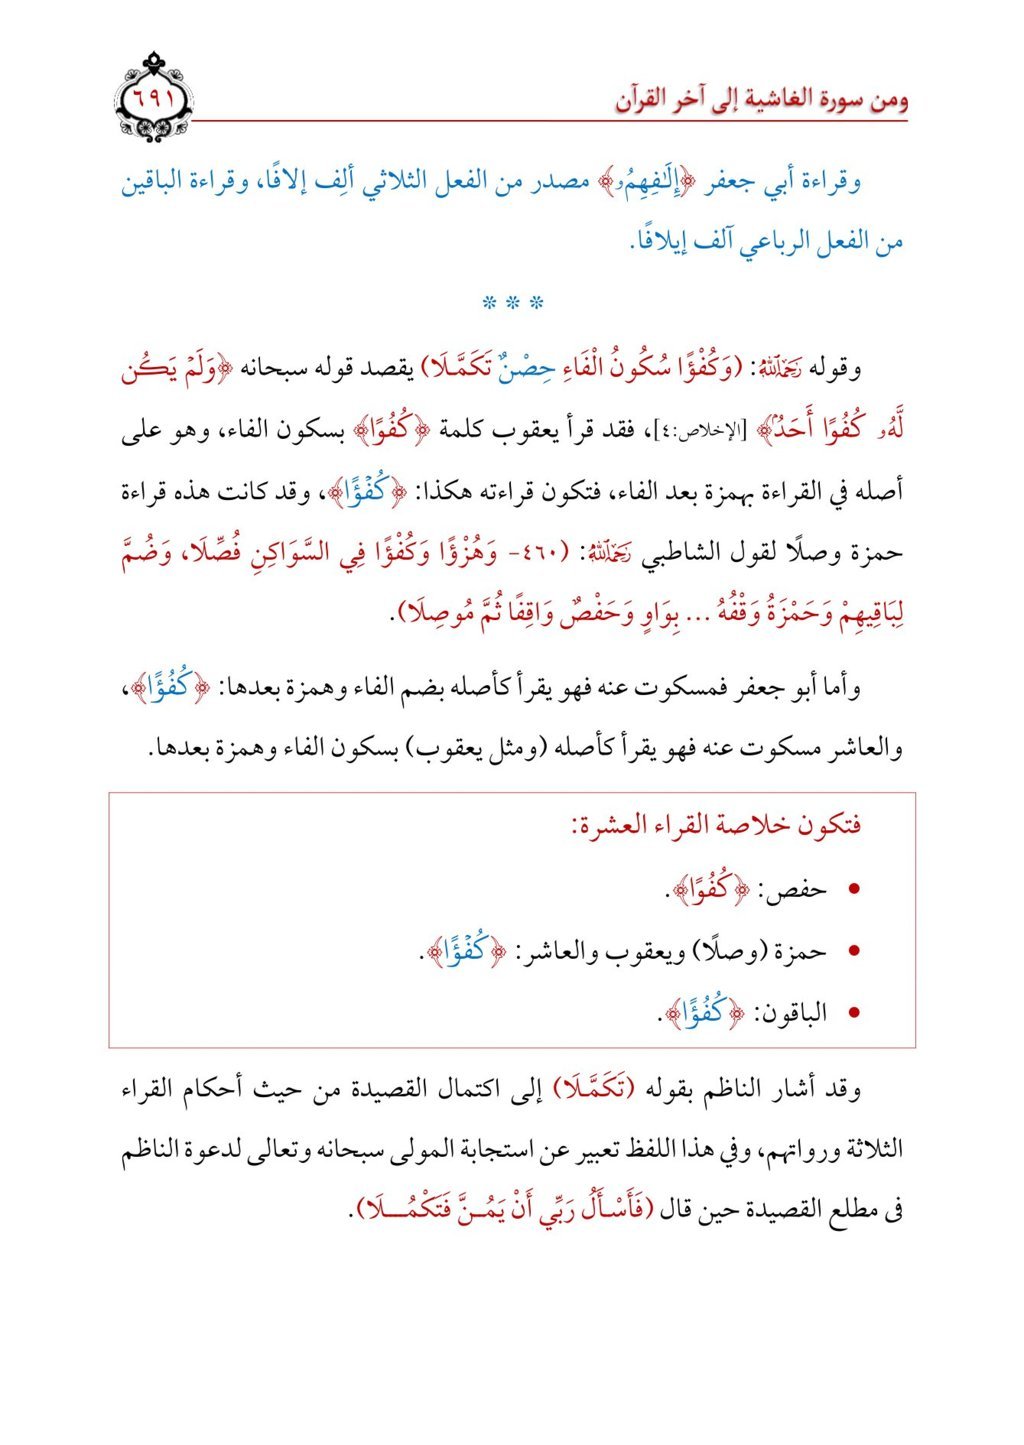 ومن سورة الغاشية إلى آخر القرآن
٦٩١
وقراءة أبي جعفر ﴿إِلَٰفِهِمُۥ﴾ مصدر من الفعل الثلاثي ألِف إلافًا، وقراءة الباقين
من الفعل الرباعي آلف إيلافًا.
* * *
وقوله رَحِمَهُ ٱللَّهُ: (وَكُفْؤًا سُكُونُ الْفَاءِ حِصْنٌ تَكَمَّلَا) يقصد قوله سبحانه ﴿وَلَمْ يَكُن
لَّهُۥ كُفُوًا أَحَدٌۢ﴾ [الإخلاص:٤]، فقد قرأ يعقوب كلمة ﴿كُفُوًا﴾ بسكون الفاء، وهو على
أصله في القراءة بهمزة بعد الفاء، فتكون قراءته هكذا: ﴿كُفْؤًا﴾، وقد كانت هذه قراءة
حمزة وصلًا لقول الشاطبي رَحِمَهُ ٱللَّهُ: (٤٦٠- وَهُزْؤًا وَكُفْؤًا فِي السَّوَاكِنِ فُصِّلَا، وَضُمَّ
لِبَاقِيهِمْ وَحَمْزَةُ وَقْفُهُ ... بِوَاوٍ وَحَفْصٌ وَاقِفًا ثُمَّ مُوصِلَا).
وأما أبو جعفر فمسكوت عنه فهو يقرأ كأصله بضم الفاء وهمزة بعدها: ﴿كُفُؤًا﴾،
والعاشر مسكوت عنه فهو يقرأ كأصله (ومثل يعقوب) بسكون الفاء وهمزة بعدها.
فتكون خلاصة القراء العشرة:
• حفص: ﴿كُفُوًا﴾.
• حمزة (وصلًا) ويعقوب والعاشر: ﴿كُفْؤًا﴾.
• الباقون: ﴿كُفُؤًا﴾.
وقد أشار الناظم بقوله (تَكَمَّلَا) إلى اكتمال القصيدة من حيث أحكام القراء
الثلاثة ورواتهم، وفي هذا اللفظ تعبير عن استجابة المولى سبحانه وتعالى لدعوة الناظم
فى مطلع القصيدة حين قال (فَأَسْأَلُ رَبِّي أَنْ يَمُـنَّ فَتَكْمُـــلَا).